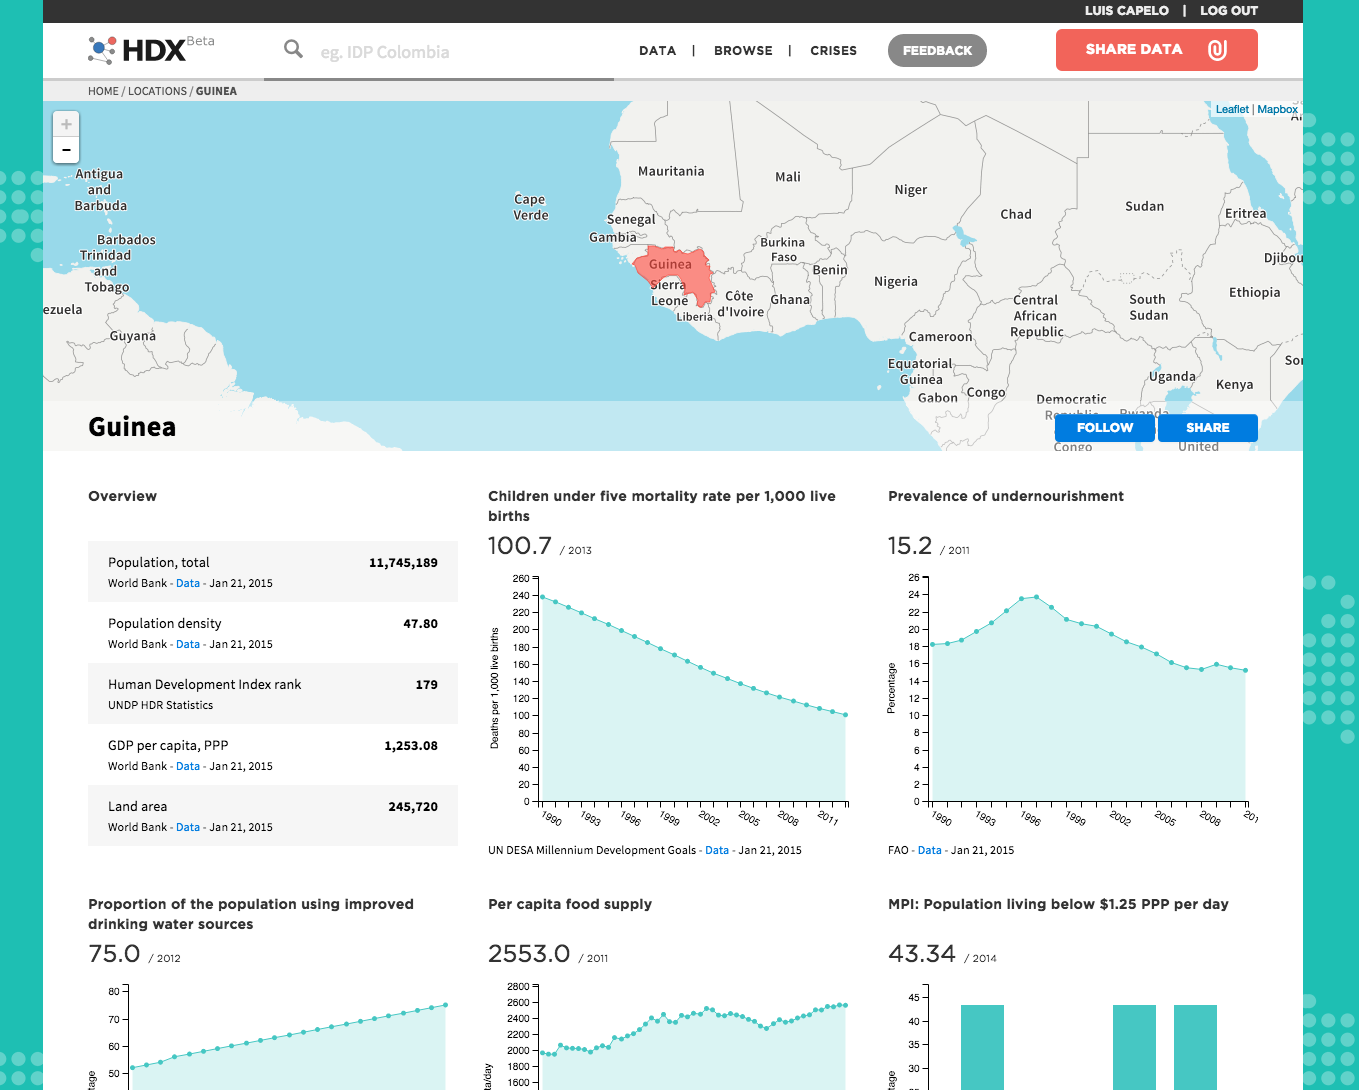 LUIS CAPELO | LOG OUT
HDX Beta
eg. IDP Colombia
DATA | BROWSE | CRISES
FEEDBACK
SHARE DATA
HOME / LOCATIONS / GUINEA
+
−
Leaflet | Mapbox
Antigua
and
Barbuda
Barbados
Trinidad
and
Tobago
ezuela
Guyana
Cape
Verde
Mauritania
Mali
Niger
Chad
Sudan
Eritrea
Senegal
Gambia
Burkina
Faso
Djibou
Guinea
Benin
Nigeria
Ethiopia
Sierra
Leone
Côte
d'Ivoire
Ghana
Liberia
Central
African
Republic
South
Sudan
Cameroon
Equatorial
Guinea
Gabon
Congo
Uganda
Kenya
Democratic
Republic
Congo
Rwanda
United
Guinea
FOLLOW
SHARE
Overview
Population, total 11,745,189
World Bank - Data - Jan 21, 2015
Population density 47.80
World Bank - Data - Jan 21, 2015
Human Development Index rank 179
UNDP HDR Statistics
GDP per capita, PPP 1,253.08
World Bank - Data - Jan 21, 2015
Land area 245,720
World Bank - Data - Jan 21, 2015
Children under five mortality rate per 1,000 live
births
100.7 / 2013
Deaths per 1,000 live births
260
240
220
200
180
160
140
120
100
80
60
40
20
0
1990 1993 1996 1999 2002 2005 2008 2011
UN DESA Millennium Development Goals - Data - Jan 21, 2015
Prevalence of undernourishment
15.2 / 2011
Percentage
26
24
22
20
18
16
14
12
10
8
6
4
2
0
1990 1993 1996 1999 2002 2005 2008 201
FAO - Data - Jan 21, 2015
Proportion of the population using improved
drinking water sources
75.0 / 2012
80
70
60
50
tage
Per capita food supply
2553.0 / 2011
2800
2600
2400
2200
2000
1800
1600
ta/day
MPI: Population living below $1.25 PPP per day
43.34 / 2014
45
40
35
30
tage